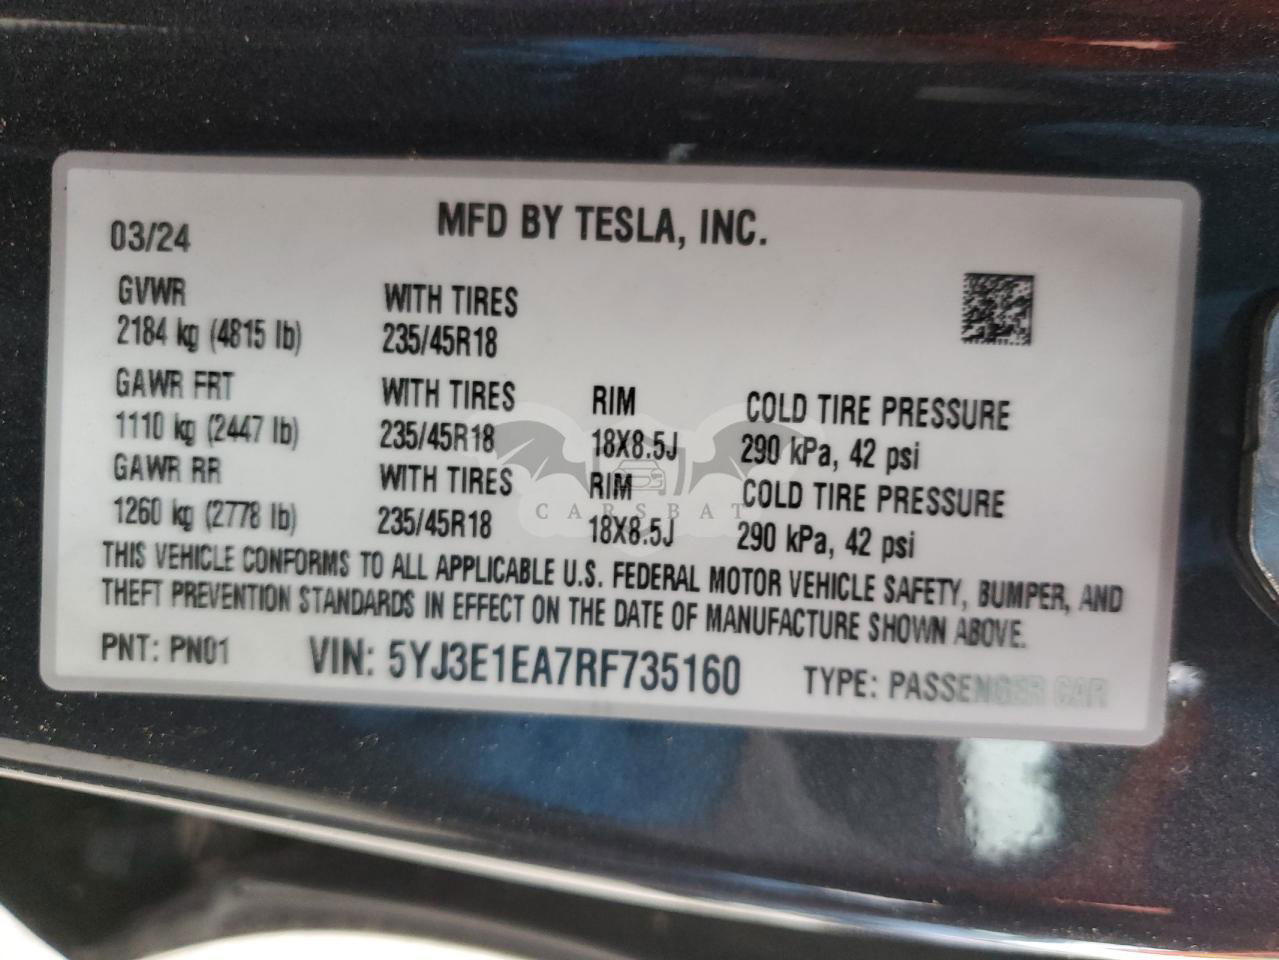 MFD BY TESLA, INC.
03/24
GVWR WITH TIRES
2184 kg (4815 lb) 235/45R18
GAWR FRT WITH TIRES RIM COLD TIRE PRESSURE
1110 kg (2447 lb) 235/45R18 18X8.5J 290 kPa, 42 psi
GAWR RR WITH TIRES RIM COLD TIRE PRESSURE
1260 kg (2778 lb) 235/45R18 18X8.5J 290 kPa, 42 psi
CARSBAT
THIS VEHICLE CONFORMS TO ALL APPLICABLE U.S. FEDERAL MOTOR VEHICLE SAFETY, BUMPER, AND
THEFT PREVENTION STANDARDS IN EFFECT ON THE DATE OF MANUFACTURE SHOWN ABOVE.
PNT: PN01 VIN: 5YJ3E1EA7RF735160 TYPE: PASSENGER CAR